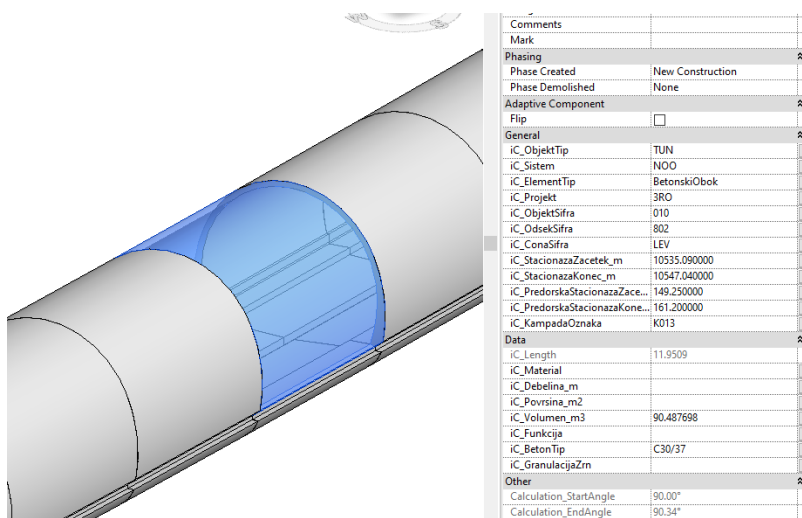 Comments
Mark
Phasing
Phase Created New Construction
Phase Demolished None
Adaptive Component
Flip
General
iC_ObjektTip TUN
iC_Sistem NOO
iC_ElementTip BetonskiObok
iC_Projekt 3RO
iC_ObjektSifra 010
iC_OdsekSifra 802
iC_ConaSifra LEV
iC_StacionazaZacetek_m 10535.090000
iC_StacionazaKonec_m 10547.040000
iC_PredorskaStacionazaZace... 149.250000
iC_PredorskaStacionazaKone... 161.200000
iC_KampadaOznaka K013
Data
iC_Length 11.9509
iC_Material
iC_Debelina_m
iC_Povrsina_m2
iC_Volumen_m3 90.487698
iC_Funkcija
iC_BetonTip C30/37
iC_GranulacijaZrn
Other
Calculation_StartAngle 90.00°
Calculation_EndAngle 90.34°